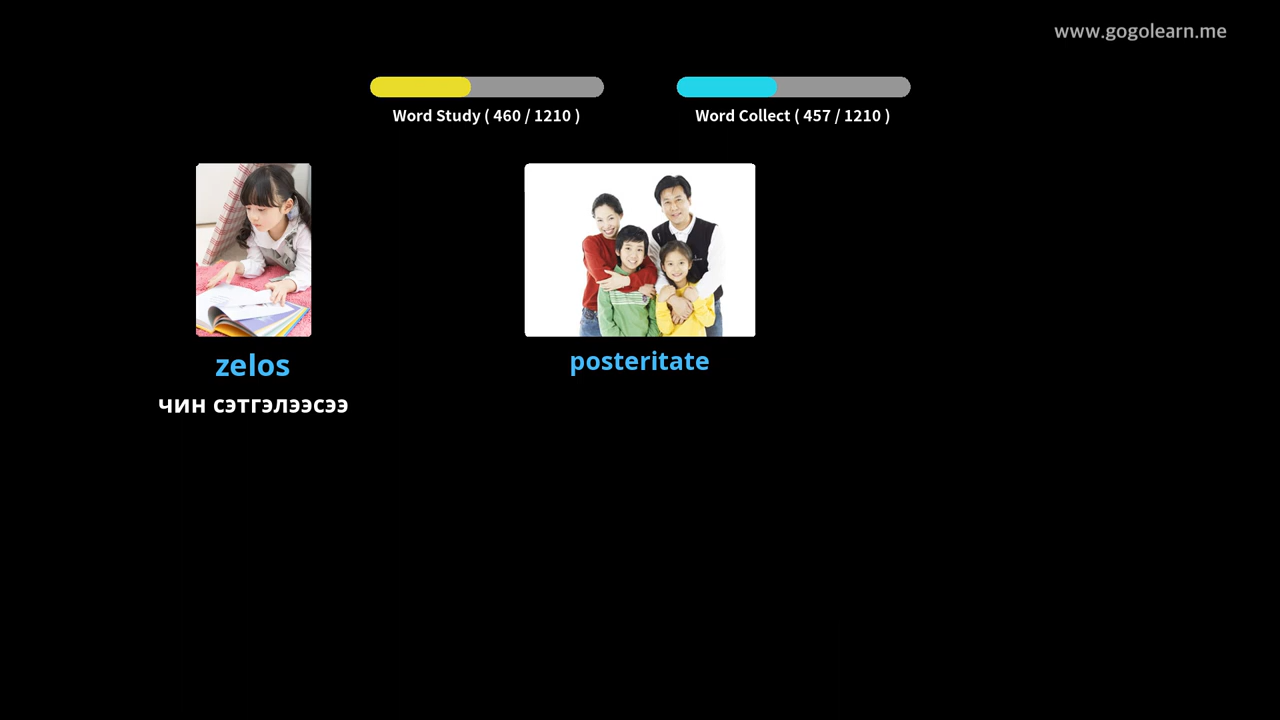 www.gogolearn.me
Word Study ( 460 / 1210 )
Word Collect ( 457 / 1210 )
zelos
чин сэтгэлээсээ
posteritate